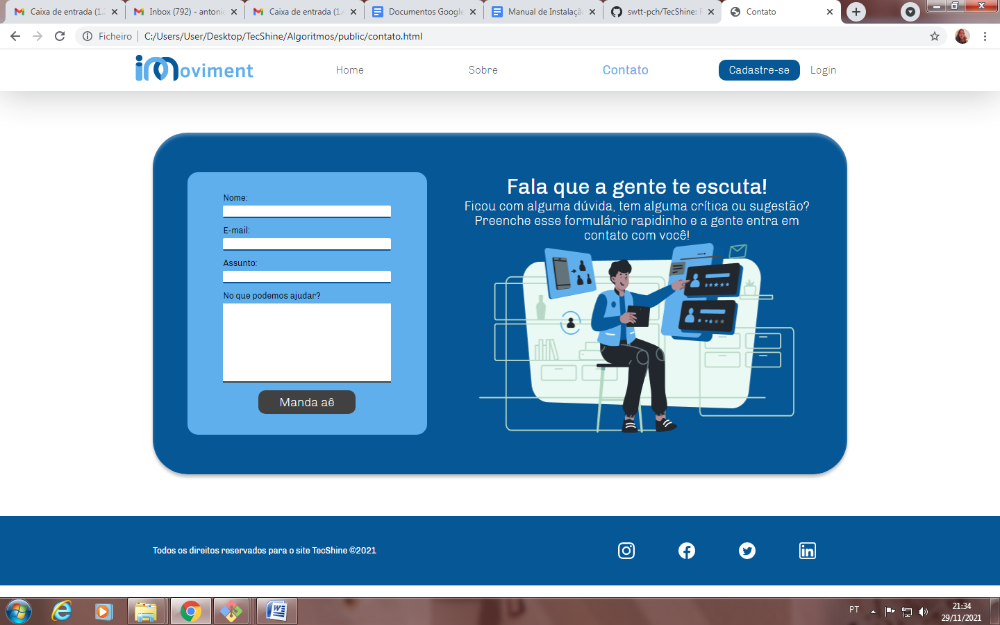 Caixa de entrada (1.
Inbox (792) - antonio
Caixa de entrada (1.
Documentos Google
Manual de Instalaçã
swtt-pch/TecShine:
Contato
Ficheiro
C:/Users/User/Desktop/TecShine/Algoritmos/public/contato.html
iMoviment
Home
Sobre
Contato
Cadastre-se
Login
Nome:
E-mail:
Assunto:
No que podemos ajudar?
Manda aê
Fala que a gente te escuta!
Ficou com alguma dúvida, tem alguma crítica ou sugestão?
Preenche esse formulário rapidinho e a gente entra em
contato com você!
Todos os direitos reservados para o site TecShine ©2021
PT
21:34
29/11/2021